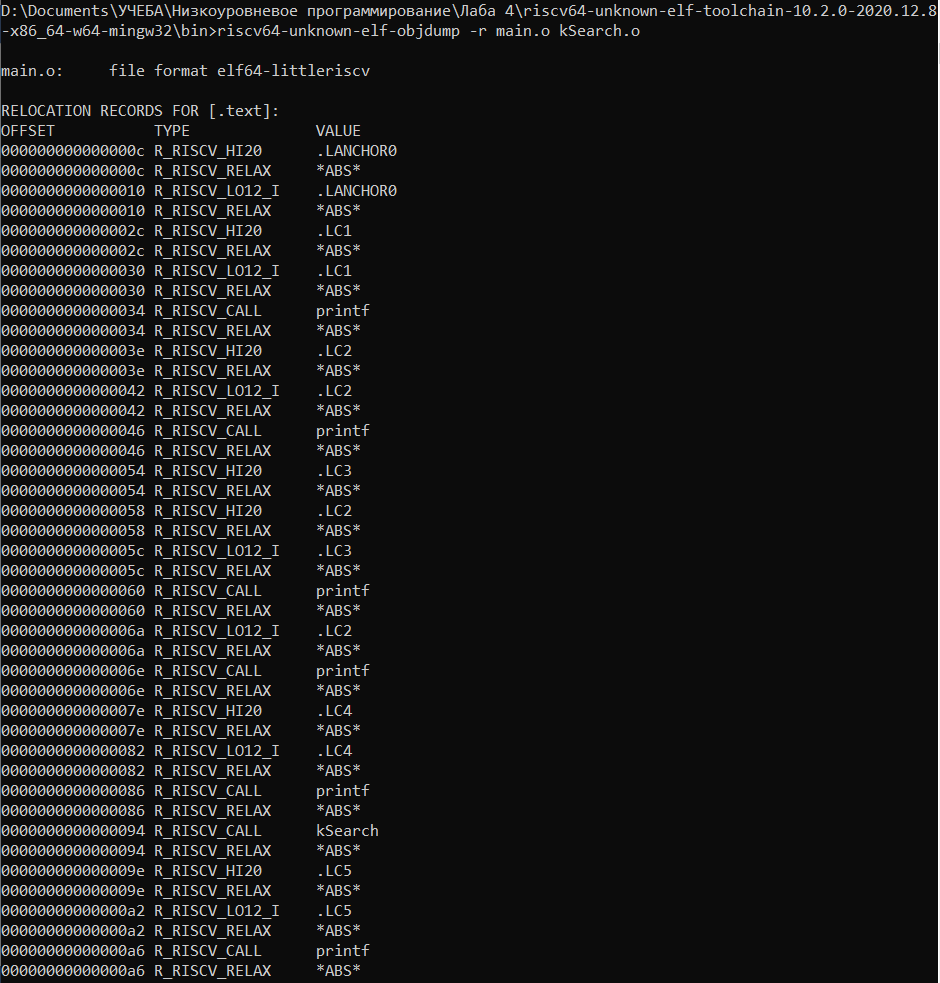 D:\Documents\УЧЕБА\Низкоуровневое программирование\Лаба 4\riscv64-unknown-elf-toolchain-10.2.0-2020.12.8
-x86_64-w64-mingw32\bin>riscv64-unknown-elf-objdump -r main.o kSearch.o
main.o:     file format elf64-littleriscv
RELOCATION RECORDS FOR [.text]:
OFFSET           TYPE              VALUE
000000000000000c R_RISCV_HI20      .LANCHOR0
000000000000000c R_RISCV_RELAX     *ABS*
0000000000000010 R_RISCV_LO12_I    .LANCHOR0
0000000000000010 R_RISCV_RELAX     *ABS*
000000000000002c R_RISCV_HI20      .LC1
000000000000002c R_RISCV_RELAX     *ABS*
0000000000000030 R_RISCV_LO12_I    .LC1
0000000000000030 R_RISCV_RELAX     *ABS*
0000000000000034 R_RISCV_CALL      printf
0000000000000034 R_RISCV_RELAX     *ABS*
000000000000003e R_RISCV_HI20      .LC2
000000000000003e R_RISCV_RELAX     *ABS*
0000000000000042 R_RISCV_LO12_I    .LC2
0000000000000042 R_RISCV_RELAX     *ABS*
0000000000000046 R_RISCV_CALL      printf
0000000000000046 R_RISCV_RELAX     *ABS*
0000000000000054 R_RISCV_HI20      .LC3
0000000000000054 R_RISCV_RELAX     *ABS*
0000000000000058 R_RISCV_HI20      .LC2
0000000000000058 R_RISCV_RELAX     *ABS*
000000000000005c R_RISCV_LO12_I    .LC3
000000000000005c R_RISCV_RELAX     *ABS*
0000000000000060 R_RISCV_CALL      printf
0000000000000060 R_RISCV_RELAX     *ABS*
000000000000006a R_RISCV_LO12_I    .LC2
000000000000006a R_RISCV_RELAX     *ABS*
000000000000006e R_RISCV_CALL      printf
000000000000006e R_RISCV_RELAX     *ABS*
000000000000007e R_RISCV_HI20      .LC4
000000000000007e R_RISCV_RELAX     *ABS*
0000000000000082 R_RISCV_LO12_I    .LC4
0000000000000082 R_RISCV_RELAX     *ABS*
0000000000000086 R_RISCV_CALL      printf
0000000000000086 R_RISCV_RELAX     *ABS*
0000000000000094 R_RISCV_CALL      kSearch
0000000000000094 R_RISCV_RELAX     *ABS*
000000000000009e R_RISCV_HI20      .LC5
000000000000009e R_RISCV_RELAX     *ABS*
00000000000000a2 R_RISCV_LO12_I    .LC5
00000000000000a2 R_RISCV_RELAX     *ABS*
00000000000000a6 R_RISCV_CALL      printf
00000000000000a6 R_RISCV_RELAX     *ABS*